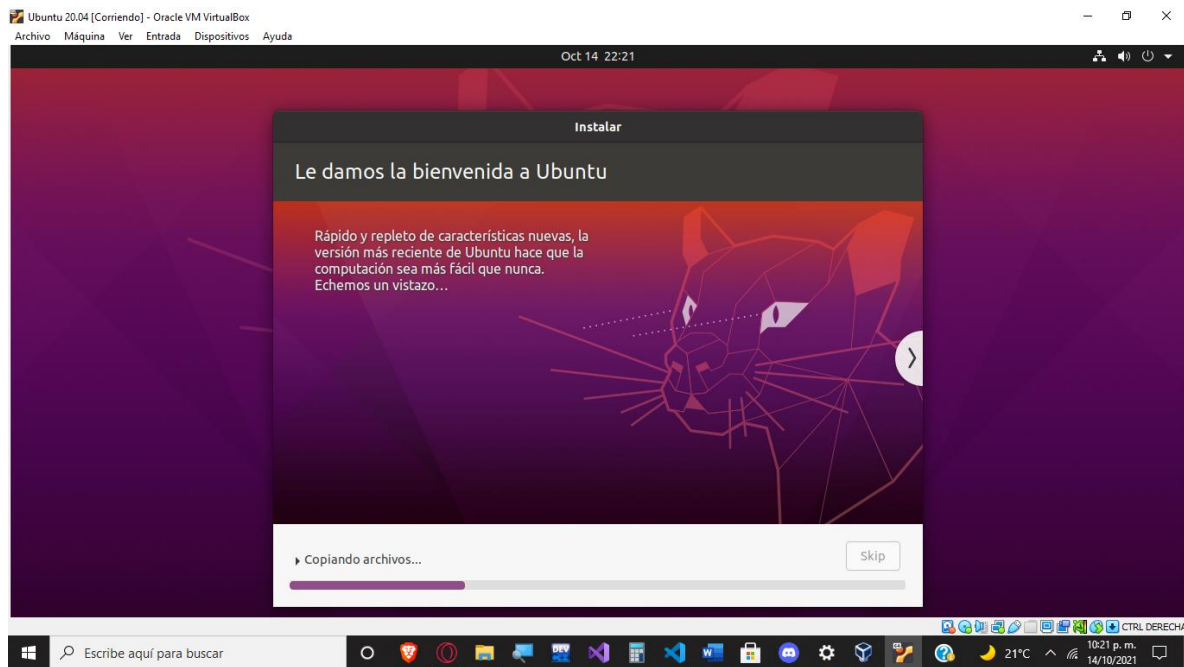 Ubuntu 20.04 [Corriendo] - Oracle VM VirtualBox
Archivo Máquina Ver Entrada Dispositivos Ayuda
Oct 14 22:21
Instalar
Le damos la bienvenida a Ubuntu
Rápido y repleto de características nuevas, la
versión más reciente de Ubuntu hace que la
computación sea más fácil que nunca.
Echemos un vistazo...
Copiando archivos...
Skip
CTRL DERECHA
Escribe aquí para buscar
DEV
21°C
10:21 p. m.
14/10/2021